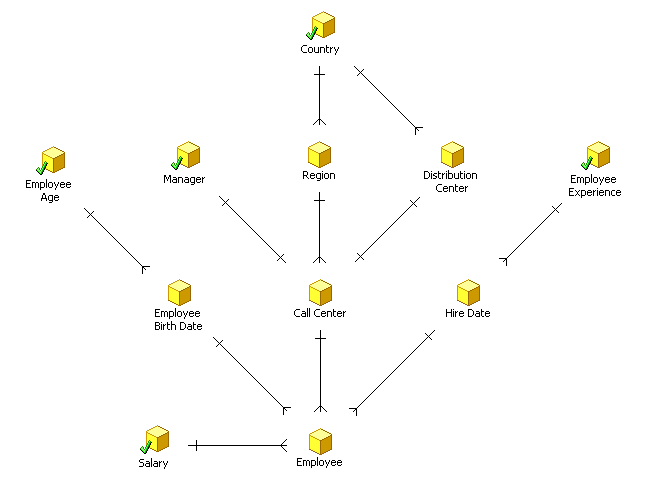 Country
Employee
Age
Manager
Region
Distribution
Center
Employee
Experience
Employee
Birth Date
Call Center
Hire Date
Salary
Employee